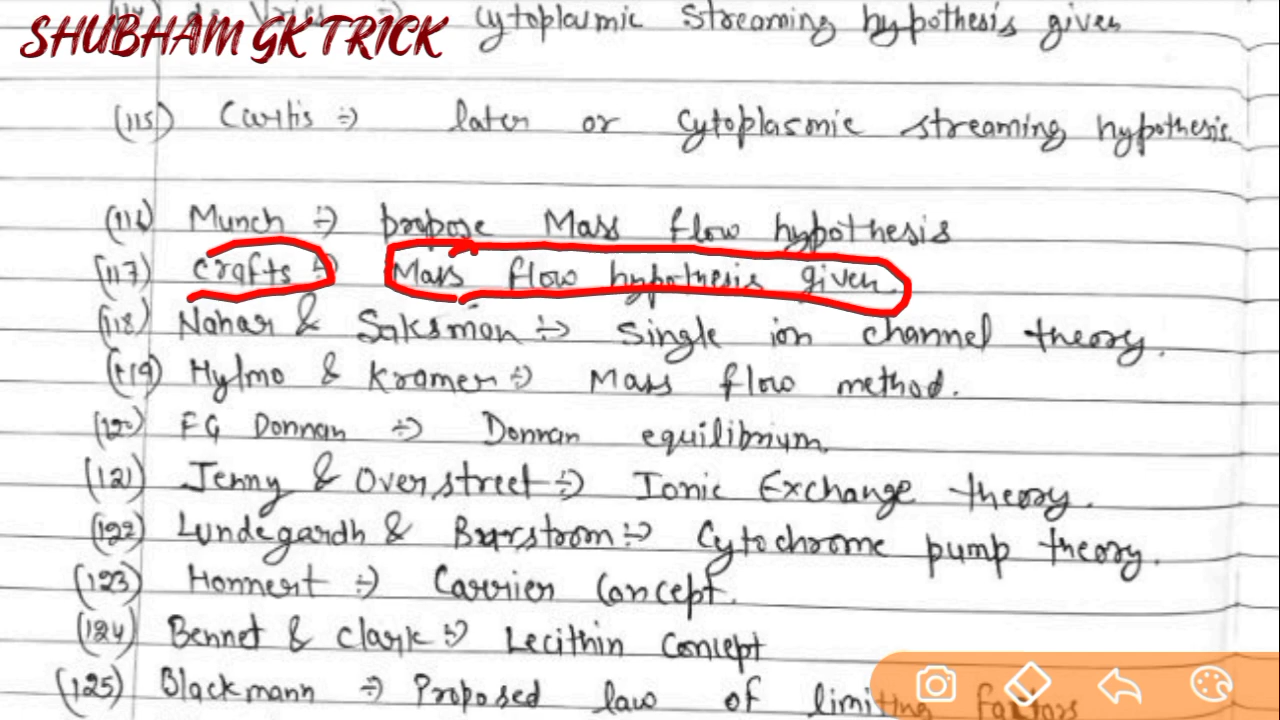 SHUBHAM GK TRICK
Cytoplasmic Streaming hypothesis given
(115) Curtis ÷) later or Cytoplasmic streaming hypothesis.
(116) Munch ÷) propose Mass flow hypothesis
(117) Crafts ÷) Mass flow hypothesis given.
(118) Nahar & Saksmon ÷) Single ion channel theory.
(119) Hylmo & Kramer ÷) Mass flow method.
(120) FG Donnan ÷) Donnan equilibrium.
(121) Jenny & Overstreet ÷) Ionic Exchange theory.
(122) Lundegardh & Burstrom ÷) Cytochrome pump theory.
(123) Honnert ÷) Carrier Concept.
(124) Bennet & Clark ÷) Lecithin Concept
(125) Blackmann ÷) Proposed law of limiting factors